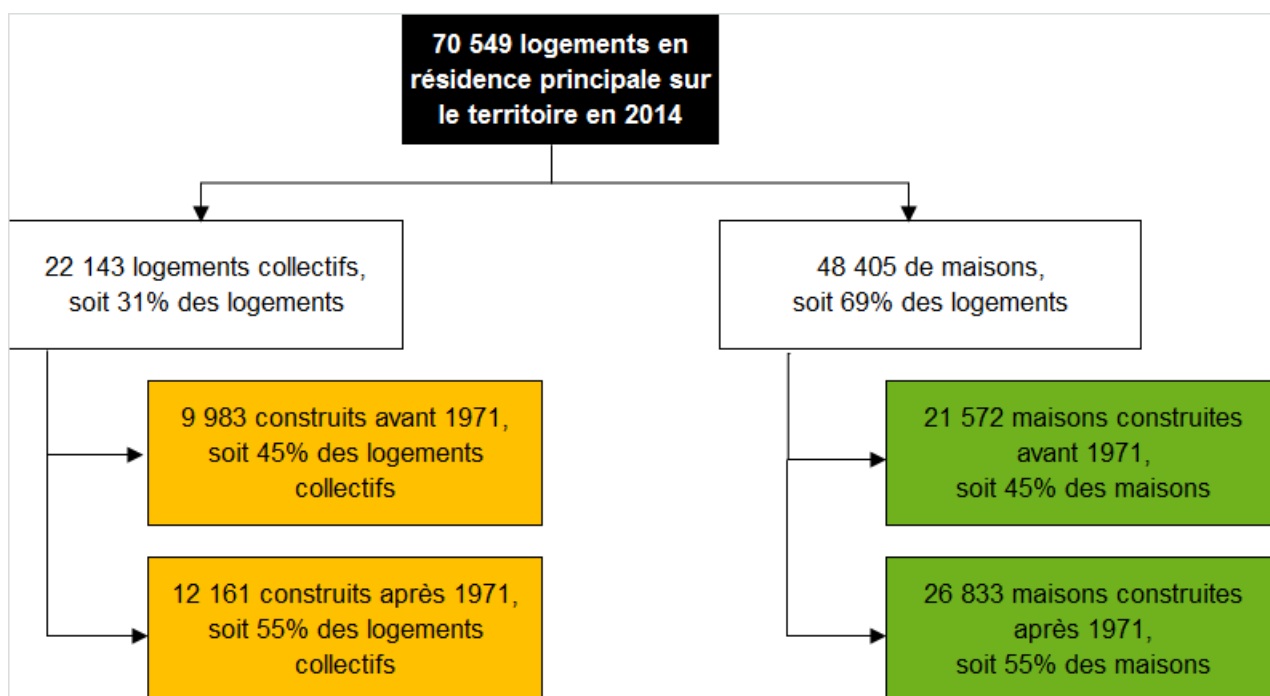 70 549 logements en
résidence principale sur
le territoire en 2014
22 143 logements collectifs,
soit 31% des logements
48 405 de maisons,
soit 69% des logements
9 983 construits avant 1971,
soit 45% des logements
collectifs
21 572 maisons construites
avant 1971,
soit 45% des maisons
12 161 construits après 1971,
soit 55% des logements
collectifs
26 833 maisons construites
après 1971,
soit 55% des maisons